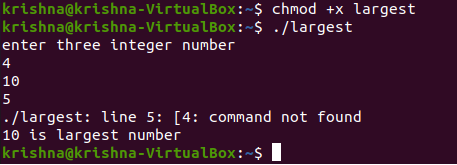 krishna@krishna-VirtualBox:~$ chmod +x largest
krishna@krishna-VirtualBox:~$ ./largest
enter three integer number
4
10
5
./largest: line 5: [4: command not found
10 is largest number
krishna@krishna-VirtualBox:~$